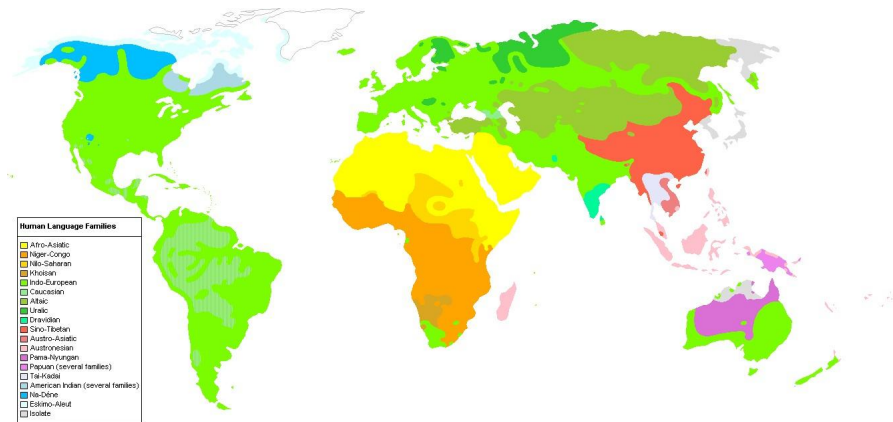 Human Language Families
Afro-Asiatic
Niger-Congo
Nilo-Saharan
Khoisan
Indo-European
Caucasian
Altaic
Uralic
Dravidian
Sino-Tibetan
Austro-Asiatic
Austronesian
Pama-Nyungan
Papuan (several families)
Tai-Kadai
American Indian (several families)
Na-Déne
Eskimo-Aleut
Isolate